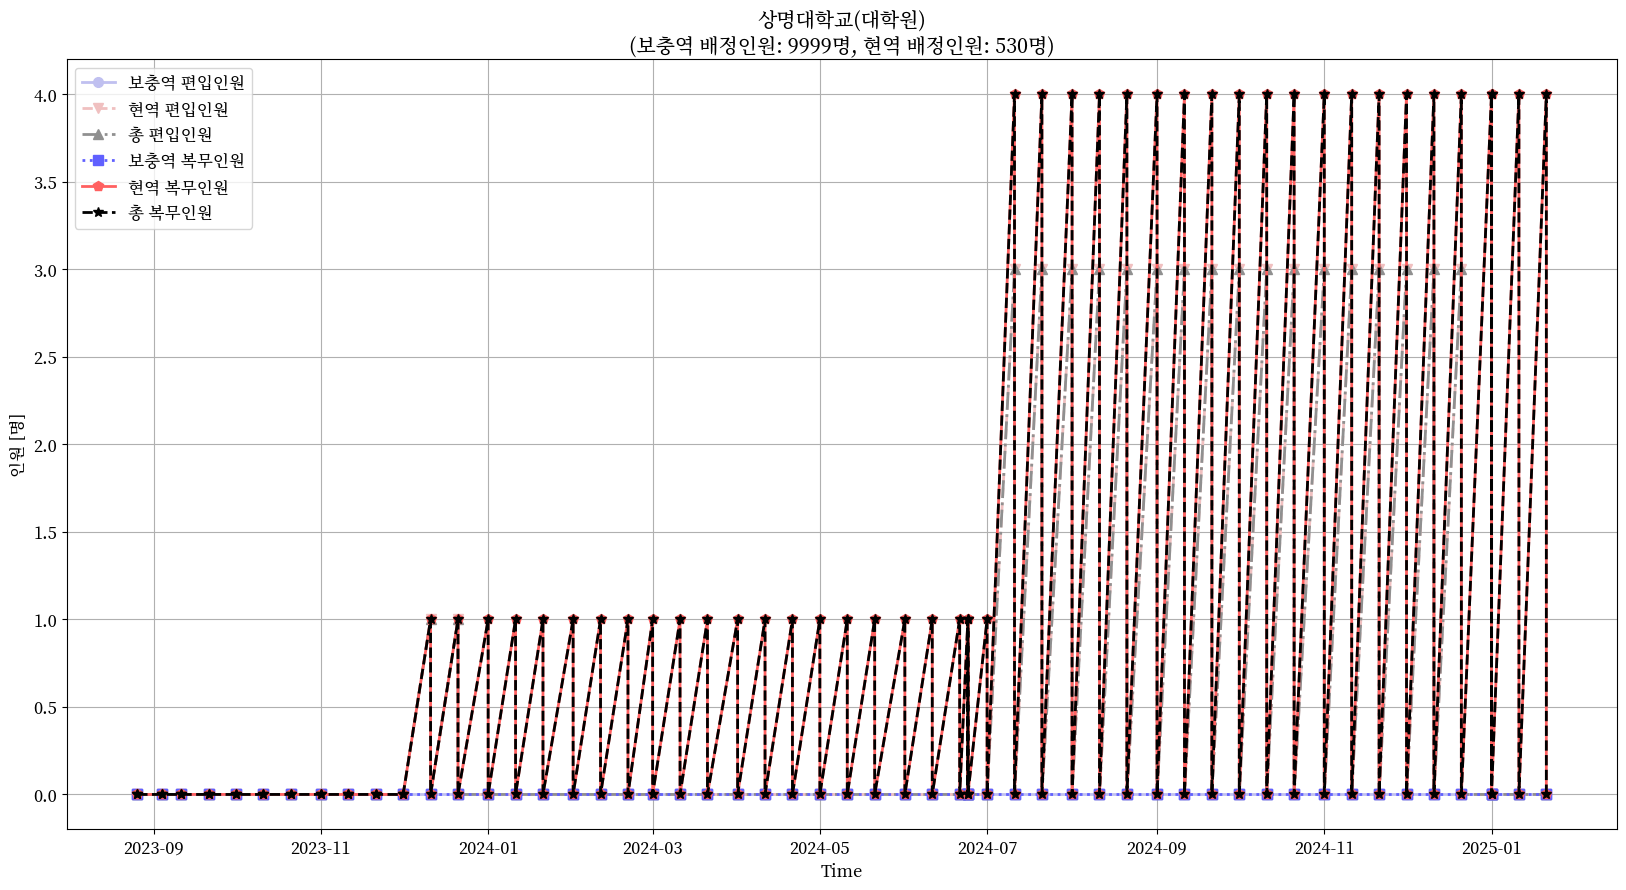 상명대학교(대학원)
(보충역 배정인원: 9999명, 현역 배정인원: 530명)
보충역 편입인원
현역 편입인원
총 편입인원
보충역 복무인원
현역 복무인원
총 복무인원
인원 [명]
4.0
3.5
3.0
2.5
2.0
1.5
1.0
0.5
0.0
2023-09 2023-11 2024-01 2024-03 2024-05 2024-07 2024-09 2024-11 2025-01
Time